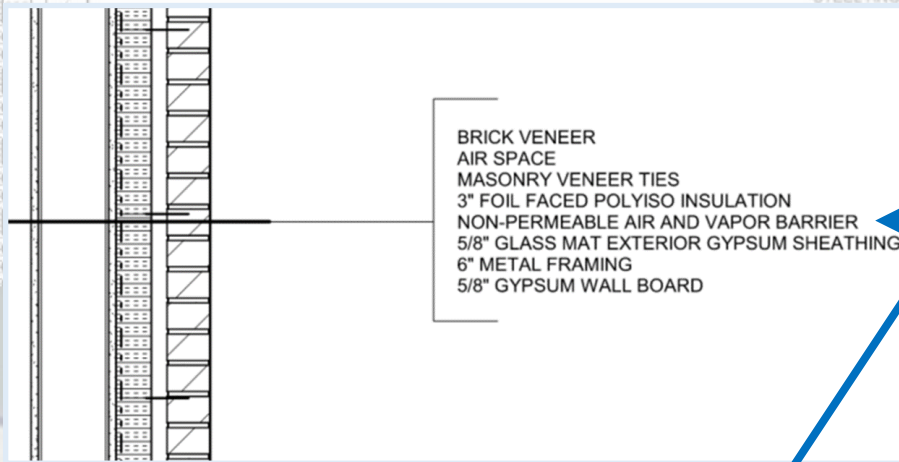 BRICK VENEER
AIR SPACE
MASONRY VENEER TIES
3" FOIL FACED POLYISO INSULATION
NON-PERMEABLE AIR AND VAPOR BARRIER
5/8" GLASS MAT EXTERIOR GYPSUM SHEATHING
6" METAL FRAMING
5/8" GYPSUM WALL BOARD